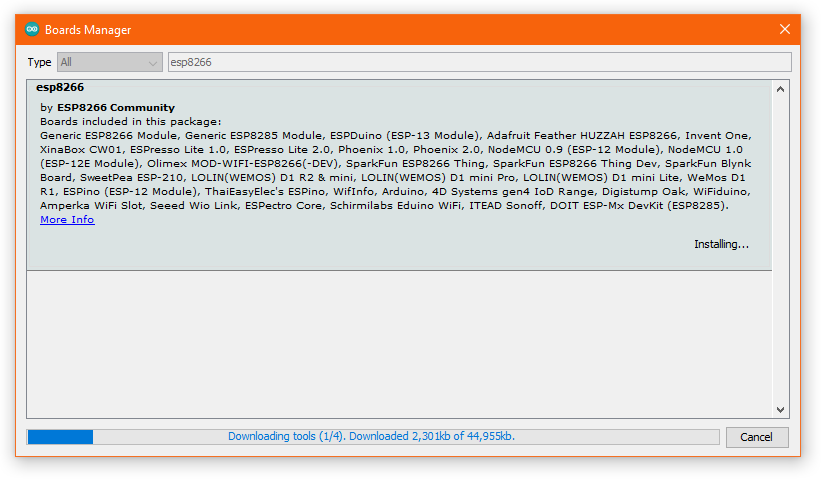 Boards Manager
Type All esp8266
esp8266
by ESP8266 Community
Boards included in this package:
Generic ESP8266 Module, Generic ESP8285 Module, ESPDuino (ESP-13 Module), Adafruit Feather HUZZAH ESP8266, Invent One,
XinaBox CW01, ESPresso Lite 1.0, ESPresso Lite 2.0, Phoenix 1.0, Phoenix 2.0, NodeMCU 0.9 (ESP-12 Module), NodeMCU 1.0
(ESP-12E Module), Olimex MOD-WIFI-ESP8266(-DEV), SparkFun ESP8266 Thing, SparkFun ESP8266 Thing Dev, SparkFun Blynk
Board, SweetPea ESP-210, LOLIN(WEMOS) D1 R2 & mini, LOLIN(WEMOS) D1 mini Pro, LOLIN(WEMOS) D1 mini Lite, WeMos D1
R1, ESPino (ESP-12 Module), ThaiEasyElec's ESPino, WifInfo, Arduino, 4D Systems gen4 IoD Range, Digistump Oak, WiFiduino,
Amperka WiFi Slot, Seeed Wio Link, ESPectro Core, Schirmilabs Eduino WiFi, ITEAD Sonoff, DOIT ESP-Mx DevKit (ESP8285).
More Info
Installing...
Downloading tools (1/4). Downloaded 2,301kb of 44,955kb.
Cancel